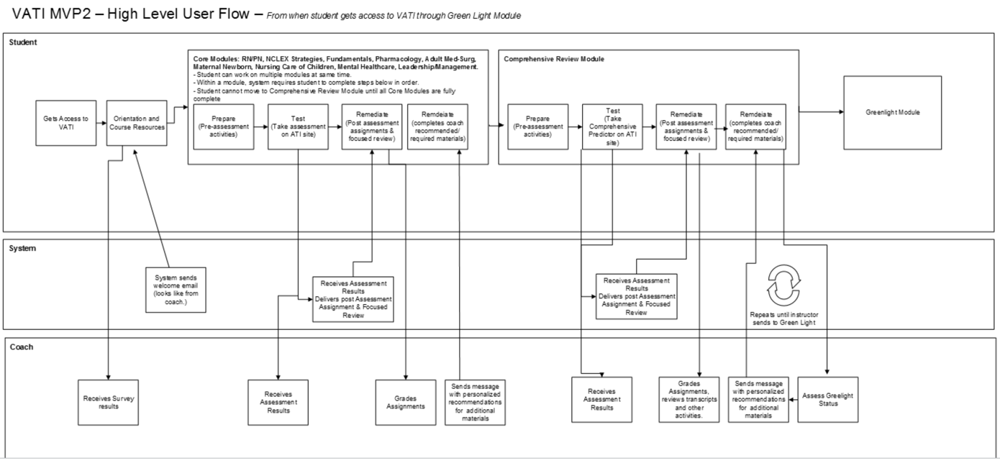 VATI MVP2 – High Level User Flow – From when student gets access to VATI through Green Light Module
Student
Core Modules: RN/PN, NCLEX Strategies, Fundamentals, Pharmacology, Adult Med-Surg,
Maternal Newborn, Nursing Care of Children, Mental Healthcare, Leadership/Management.
- Student can work on multiple modules at same time.
- Within a module, system requires student to complete steps below in order.
- Student cannot move to Comprehensive Review Module until all Core Modules are fully
complete
Comprehensive Review Module
Gets Access to
VATI
Orientation and
Course Resources
Prepare
(Pre-assessment
activities)
Test
(Take assessment
on ATI site)
Remediate
(Post assessment
assignments &
focused review)
Remdeiate
(completes coach
recommended/
required materials)
Prepare
(Pre-assessment
activities)
Test
(Take
Comprehensive
Predictor on ATI
site)
Remediate
(Post assessment
assignments &
focused review)
Remdeiate
(completes coach
recommended/
required materials)
Greenlight Module
System
System sends
welcome email
(looks like from
coach.)
Receives Assessment
Results
Delivers post Assessment
Assignment & Focused
Review
Receives Assessment
Results
Delivers post Assessment
Assignment & Focused
Review
Repeats until instructor
sends to Green Light
Coach
Receives Survey
results
Receives
Assessment
Results
Grades
Assignments
Sends message
with personalized
recommendations
for additional
materials
Receives
Assessment
Results
Grades
Assignments,
reviews transcripts
and other
activities.
Sends message
with personalized
recommendations
for additional
materials
Assess Greelight
Status